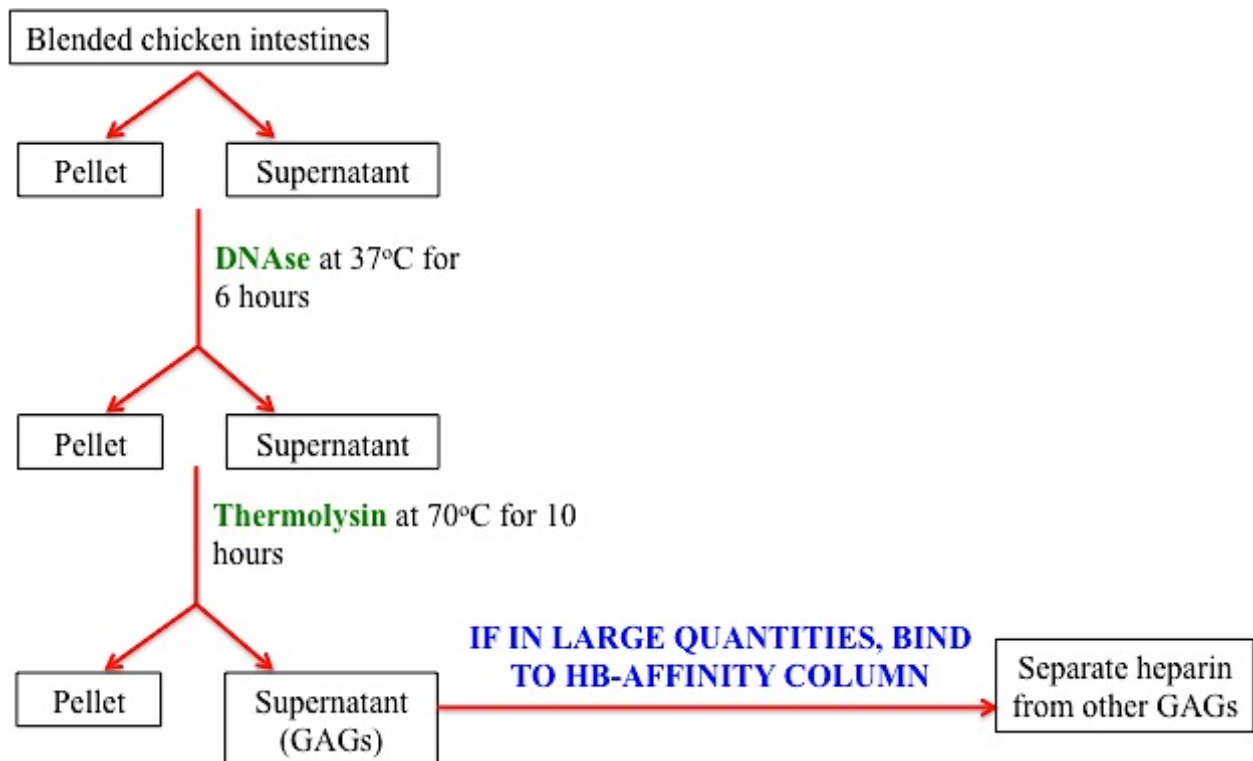 Blended chicken intestines
Pellet
Supernatant
DNAse at 37°C for
6 hours
Pellet
Supernatant
Thermolysin at 70°C for 10
hours
IF IN LARGE QUANTITIES, BIND
TO HB-AFFINITY COLUMN
Pellet
Supernatant
(GAGs)
Separate heparin
from other GAGs